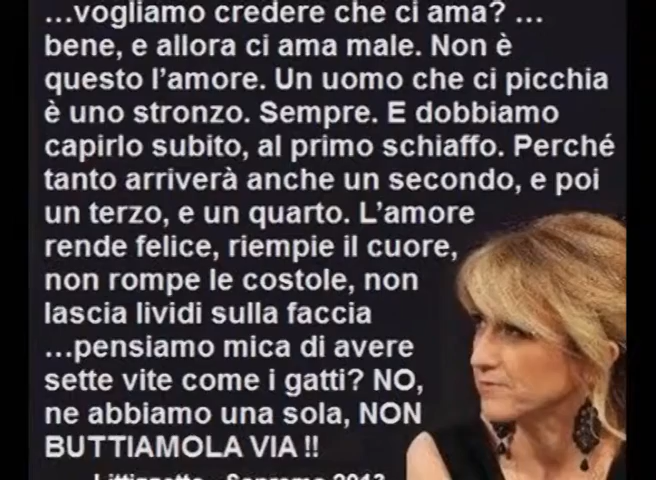 ...vogliamo credere che ci ama? ...
bene, e allora ci ama male. Non è
questo l'amore. Un uomo che ci picchia
è uno stronzo. Sempre. E dobbiamo
capirlo subito, al primo schiaffo. Perché
tanto arriverà anche un secondo, e poi
un terzo, e un quarto. L'amore
rende felice, riempie il cuore,
non rompe le costole, non
lascia lividi sulla faccia
...pensiamo mica di avere
sette vite come i gatti? NO,
ne abbiamo una sola, NON
BUTTIAMOLA VIA !!
Littizzetto - Sanremo 2013